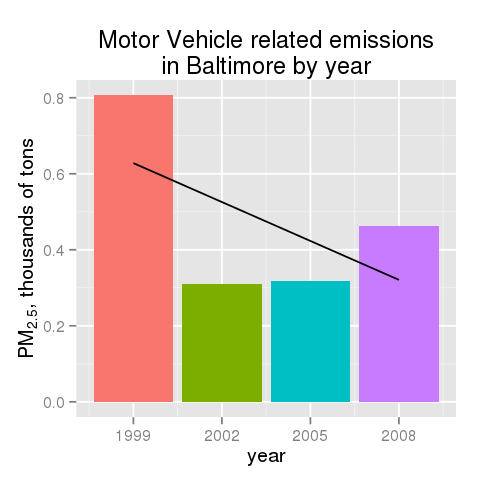 Motor Vehicle related emissions
in Baltimore by year
PM2.5, thousands of tons
0.8
0.6
0.4
0.2
0.0
1999 2002 2005 2008
year